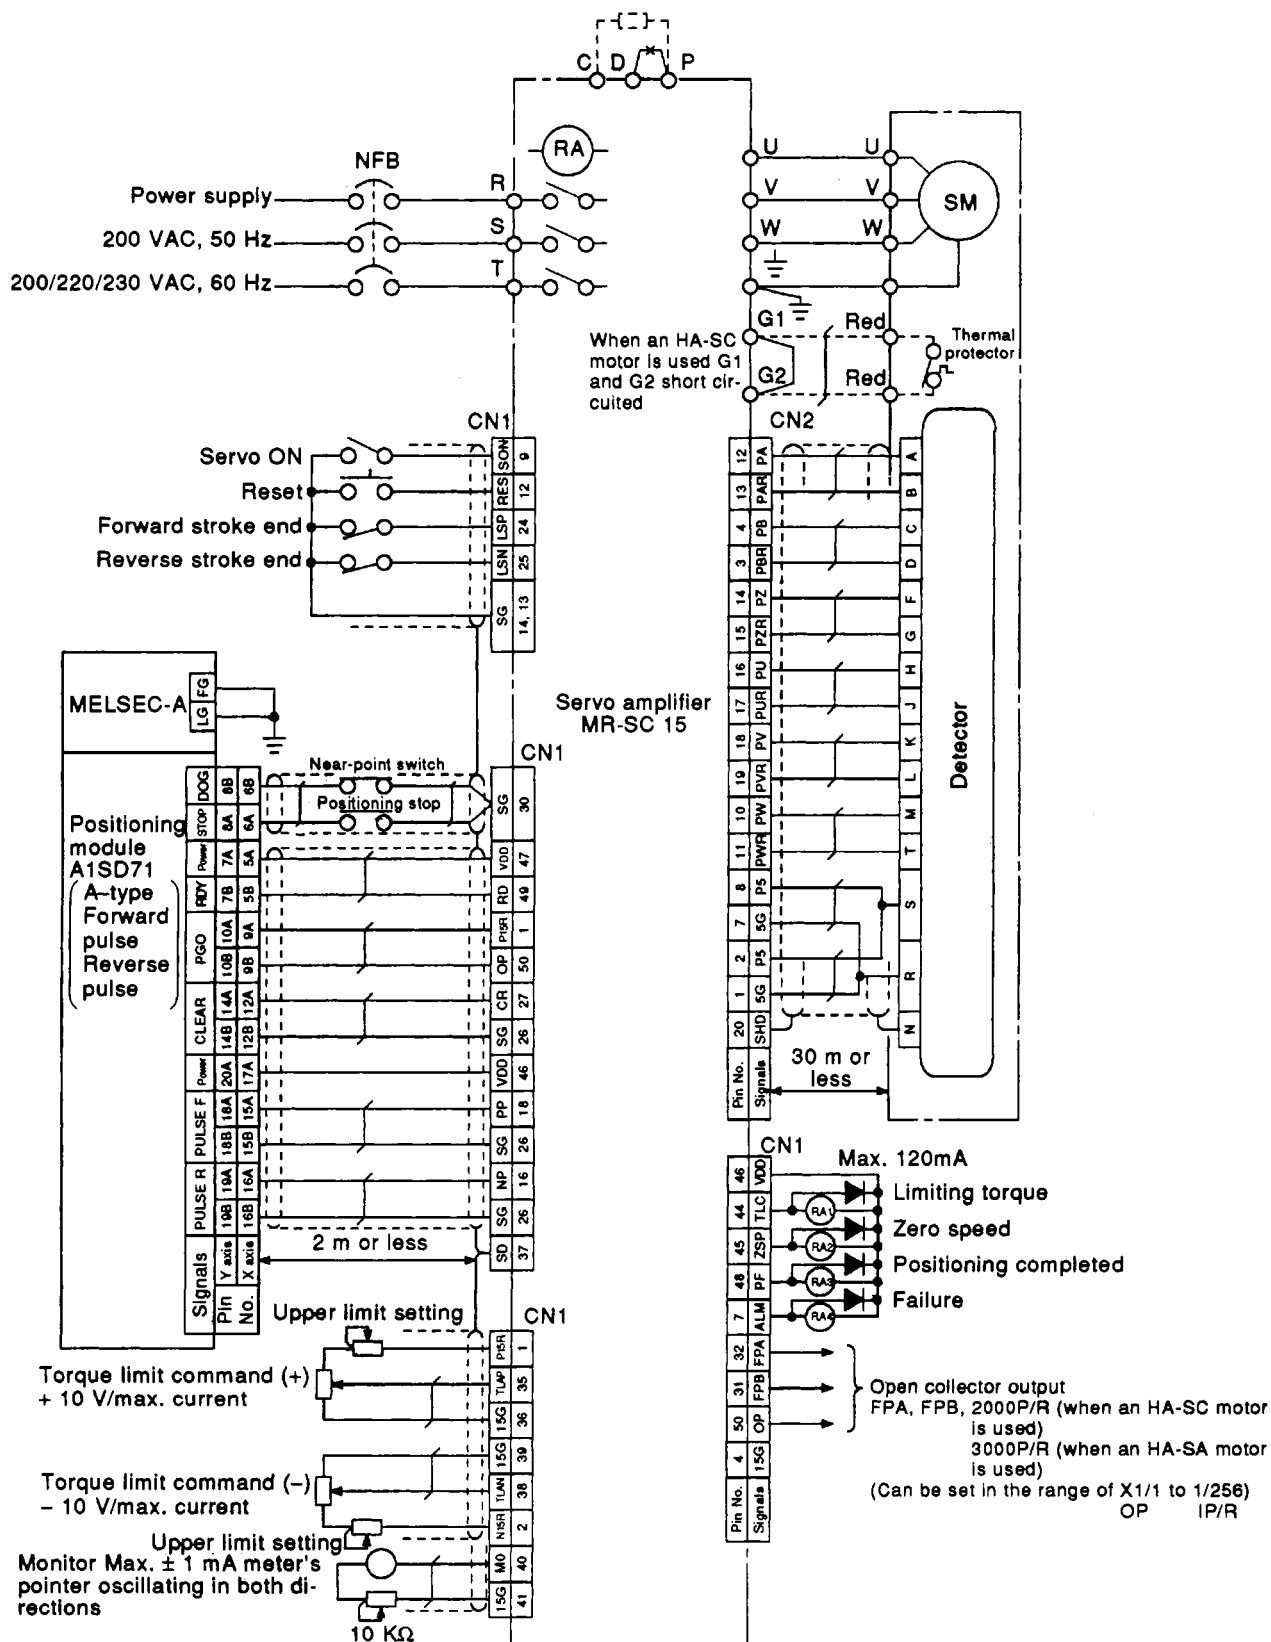 C D P
RA
NFB
Power supply
200 VAC, 50 Hz
200/220/230 VAC, 60 Hz
R
S
T
U U
V V
W W
SM
G1
G2
Red
Red
Thermal
protector
When an HA-SC
motor is used G1
and G2 short cir-
cuited
CN1
Servo ON
Reset
Forward stroke end
Reverse stroke end
SON 9
RES 12
LSP 24
LSN 25
SG 14, 13
CN2
12 PA A
13 PAR B
4 PB C
3 PBR D
14 PZ F
15 PZR G
16 PU H
17 PUR J
18 PV K
19 PVR L
10 PW M
11 PWR T
8 P5 S
7 5G
2 P5 R
1 5G
20 SHD N
Pin No. Signals
Detector
30 m or
less
MELSEC-A
FG
LG
Servo amplifier
MR-SC 15
CN1
Near-point switch
Positioning stop
Positioning
module
A1SD71
A-type
Forward
pulse
Reverse
pulse
DOG 8B 6B
STOP 8A 6A
Power 7A 5A
RDY 7B 5B
PGO 10A 9A
10B 9B
CLEAR 14A 12A
14B 12B
Power 20A 17A
PULSE F 18A 15A
18B 15B
PULSE R 19A 16A
19B 16B
Signals
Pin No.
Y axis X axis
SG 30
VDD 47
RD 49
P15R 1
OP 50
CR 27
SG 26
VDD 46
PP 18
SG 26
NP 16
SG 26
SD 37
2 m or less
CN1
Upper limit setting
Torque limit command (+)
+ 10 V/max. current
Torque limit command (−)
− 10 V/max. current
Upper limit setting
Monitor Max. ± 1 mA meter's
pointer oscillating in both di-
rections
10 KΩ
P15R 1
TLAP 35
15G 36
15G 39
TLAN 38
N15R 2
M0 40
15G 41
CN1
Max. 120mA
46 VDD
44 TLC RA1 Limiting torque
45 ZSP RA2 Zero speed
48 PF RA3 Positioning completed
7 ALM RA4 Failure
32 FPA
31 FPB
50 OP
4 15G
Pin No. Signals
Open collector output
FPA, FPB, 2000P/R (when an HA-SC motor
is used)
3000P/R (when an HA-SA motor
is used)
(Can be set in the range of X1/1 to 1/256)
OP IP/R